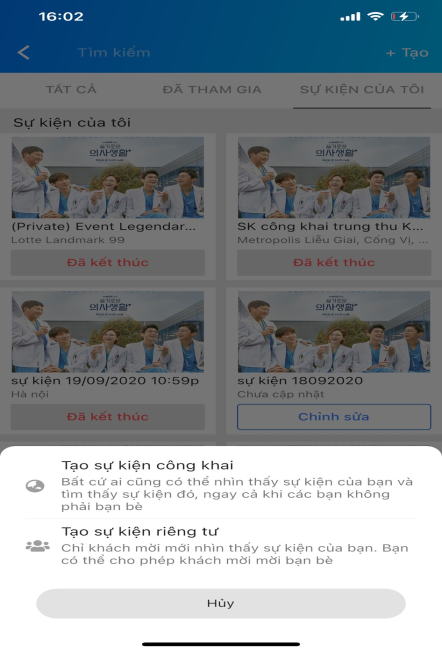 16:02
Tìm kiếm
+ Tạo
TẤT CẢ
ĐÃ THAM GIA
SỰ KIỆN CỦA TÔI
Sự kiện của tôi
의사생활
의사생활
(Private) Event Legendar...
Lotte Landmark 99
Đã kết thúc
SK công khai trung thu K...
Metropolis Liễu Giai, Cống Vị, ...
Đã kết thúc
의사생활
의사생활
sự kiện 19/09/2020 10:59p
Hà nội
Đã kết thúc
sự kiện 18092020
Chưa cập nhật
Chỉnh sửa
Tạo sự kiện công khai
Bất cứ ai cũng có thể nhìn thấy sự kiện của bạn và
tìm thấy sự kiện đó, ngay cả khi các bạn không
phải bạn bè
Tạo sự kiện riêng tư
Chỉ khách mời mới nhìn thấy sự kiện của bạn. Bạn
có thể cho phép khách mời mời bạn bè
Hủy